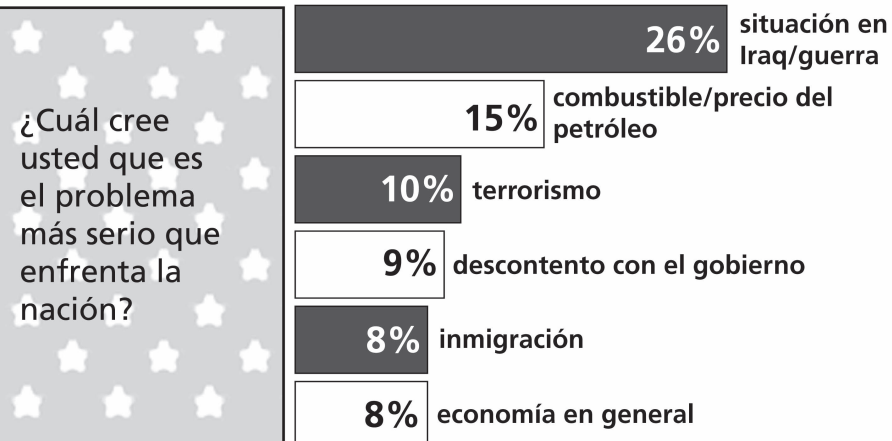 ¿Cuál cree
usted que es
el problema
más serio que
enfrenta la
nación?
26%
situación en
Iraq/guerra
15%
combustible/precio del
petróleo
10% terrorismo
9% descontento con el gobierno
8% inmigración
8% economía en general